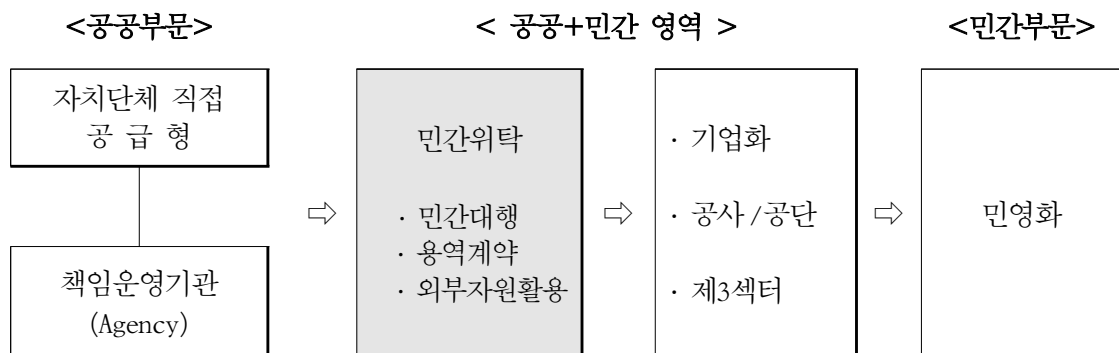 <공공부문>
< 공공+민간 영역 >
<민간부문>
자치단체 직접
공 급 형
책임운영기관
(Agency)
⇨
민간위탁
· 민간대행
· 용역계약
· 외부자원활용
⇨
· 기업화
· 공사/공단
· 제3섹터
⇨
민영화